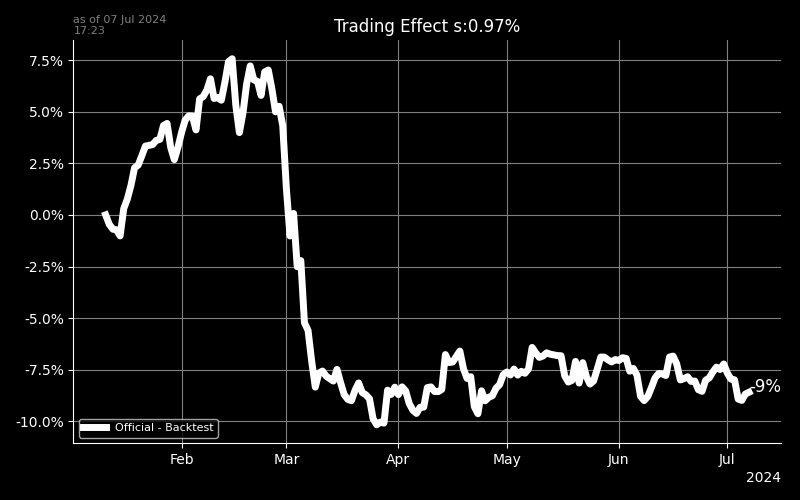 as of 07 Jul 2024
17:23
Trading Effect s:0.97%
7.5%
5.0%
2.5%
0.0%
-2.5%
-5.0%
-7.5%
-10.0%
-9%
Official - Backtest
Feb
Mar
Apr
May
Jun
Jul
2024